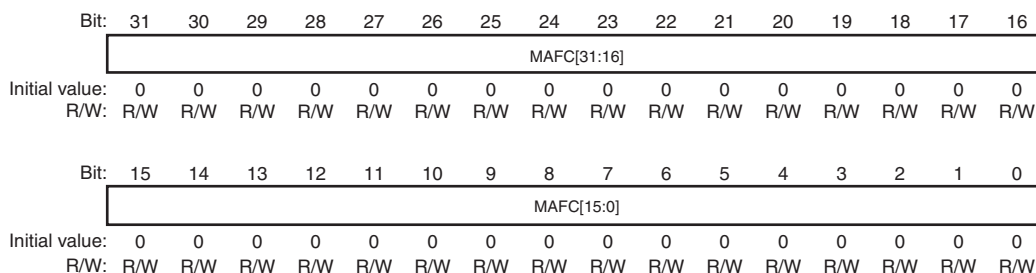 Bit: 31 30 29 28 27 26 25 24 23 22 21 20 19 18 17 16
MAFC[31:16]
Initial value: 0 0 0 0 0 0 0 0 0 0 0 0 0 0 0 0
R/W: R/W R/W R/W R/W R/W R/W R/W R/W R/W R/W R/W R/W R/W R/W R/W R/W
Bit: 15 14 13 12 11 10 9 8 7 6 5 4 3 2 1 0
MAFC[15:0]
Initial value: 0 0 0 0 0 0 0 0 0 0 0 0 0 0 0 0
R/W: R/W R/W R/W R/W R/W R/W R/W R/W R/W R/W R/W R/W R/W R/W R/W R/W